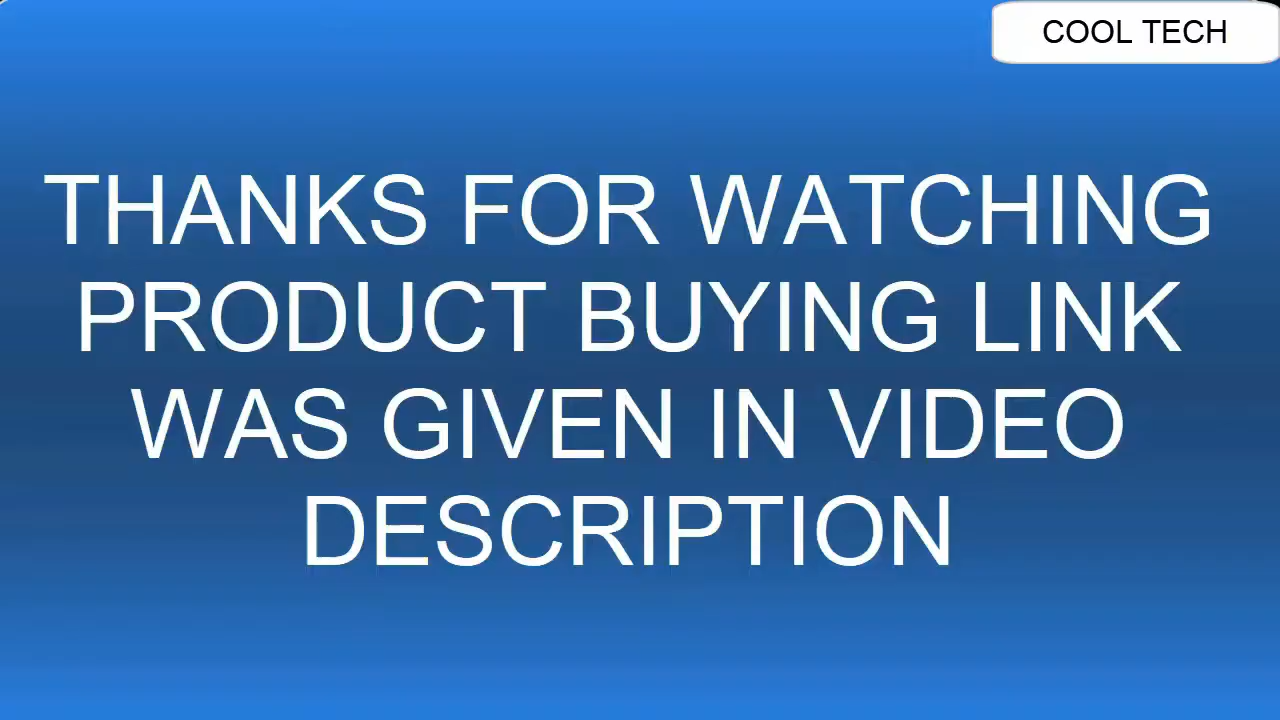 COOL TECH
THANKS FOR WATCHING
PRODUCT BUYING LINK
WAS GIVEN IN VIDEO
DESCRIPTION